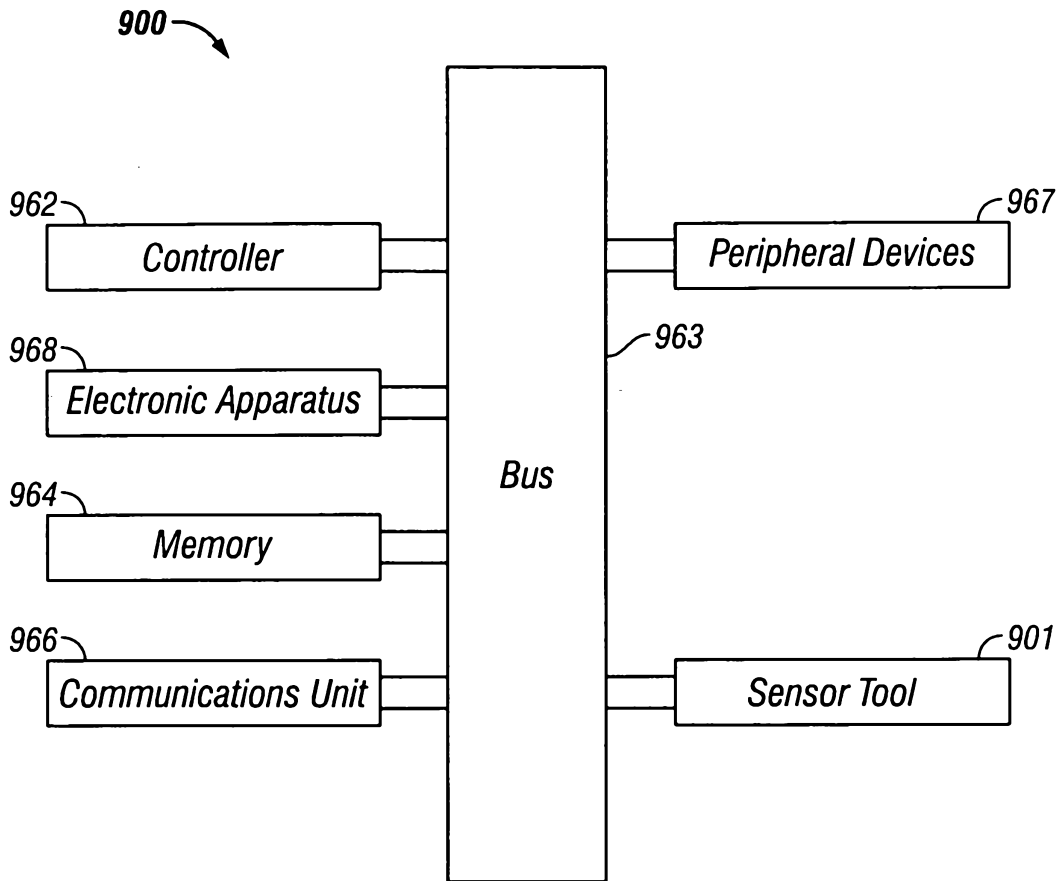 900
962
Controller
967
Peripheral Devices
963
968
Electronic Apparatus
Bus
964
Memory
966
Communications Unit
901
Sensor Tool